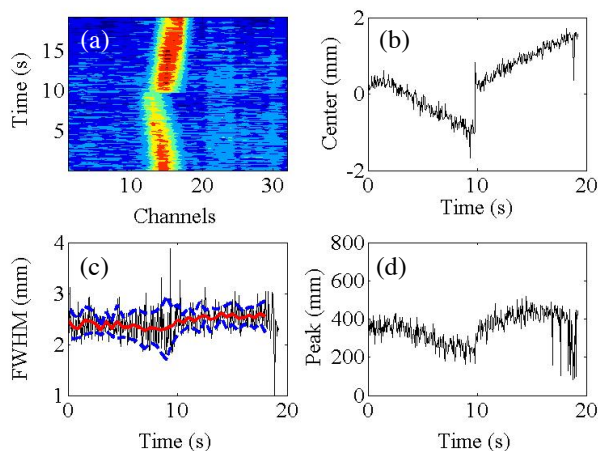 (a)
Time (s)
15
10
5
10 20 30
Channels
(b)
Center (mm)
2
0
-2
0 10 20
Time (s)
(c)
FWHM (mm)
4
3
2
1
0 10 20
Time (s)
(d)
Peak (mm)
800
600
400
200
0
0 10 20
Time (s)